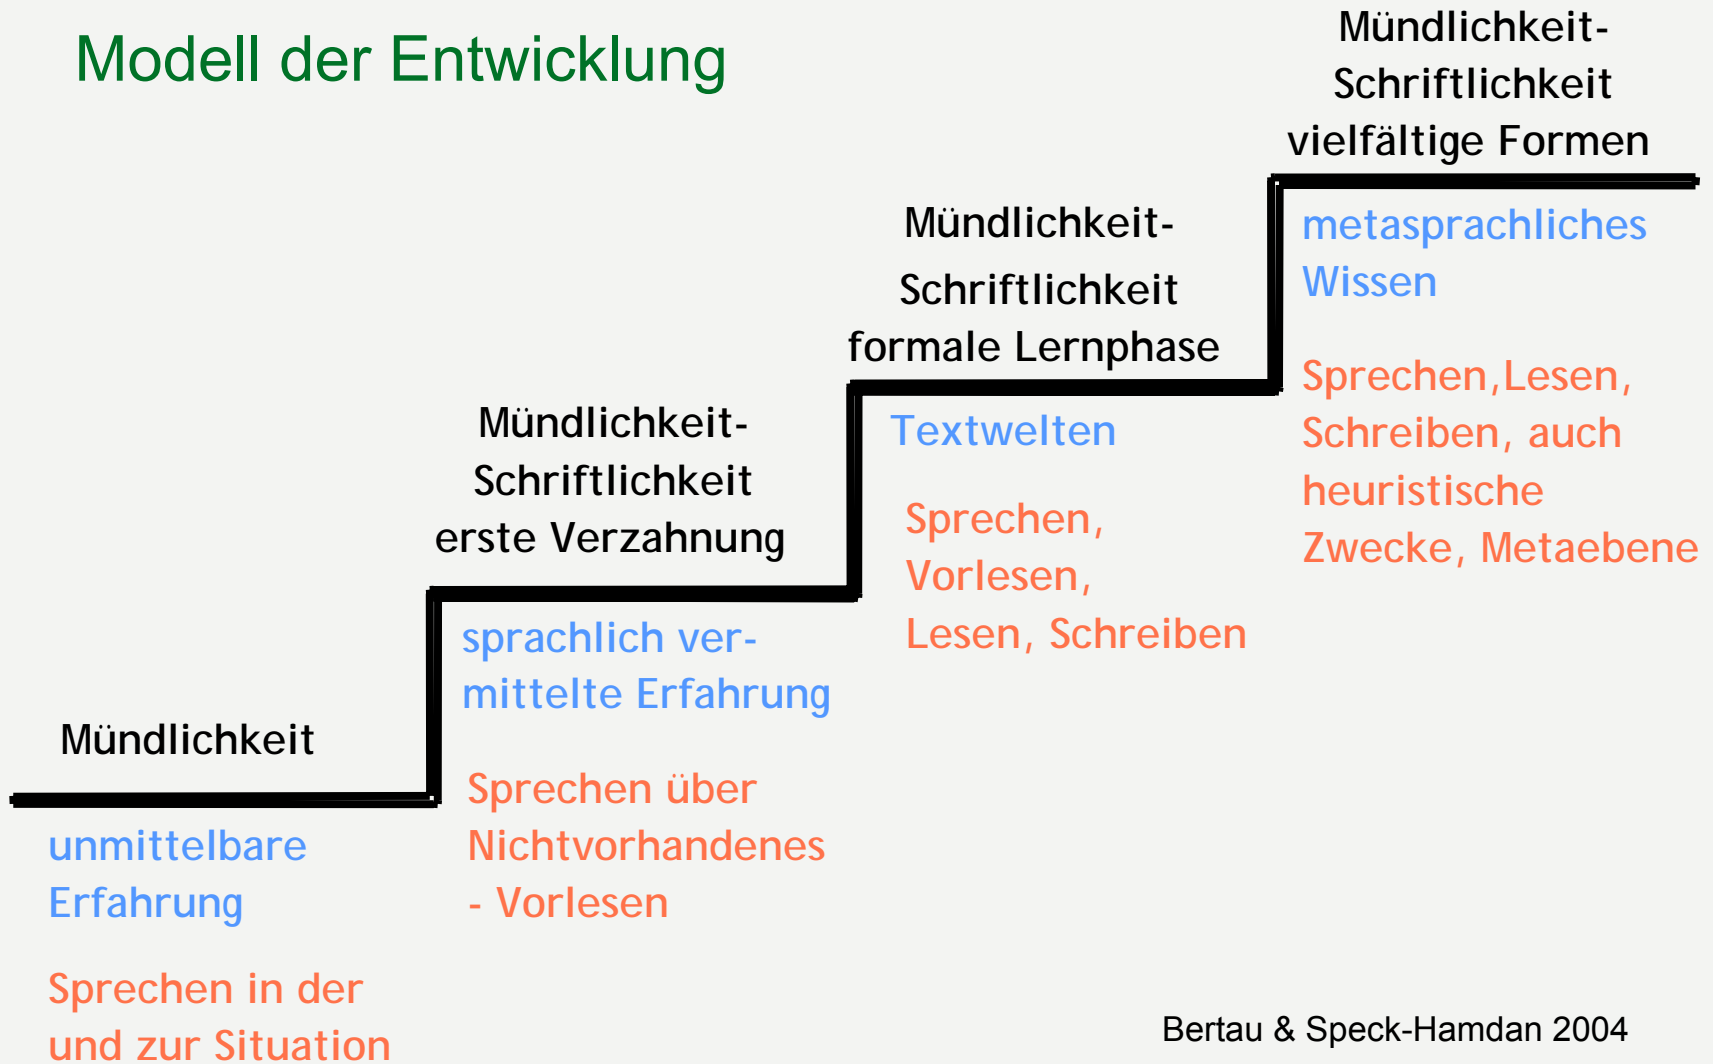 Modell der Entwicklung
Mündlichkeit
unmittelbare
Erfahrung
Sprechen in der
und zur Situation
Mündlichkeit-
Schriftlichkeit
erste Verzahnung
sprachlich ver-
mittelte Erfahrung
Sprechen über
Nichtvorhandenes
- Vorlesen
Mündlichkeit-
Schriftlichkeit
formale Lernphase
Textwelten
Sprechen,
Vorlesen,
Lesen, Schreiben
Mündlichkeit-
Schriftlichkeit
vielfältige Formen
metasprachliches
Wissen
Sprechen,Lesen,
Schreiben, auch
heuristische
Zwecke, Metaebene
Bertau & Speck-Hamdan 2004